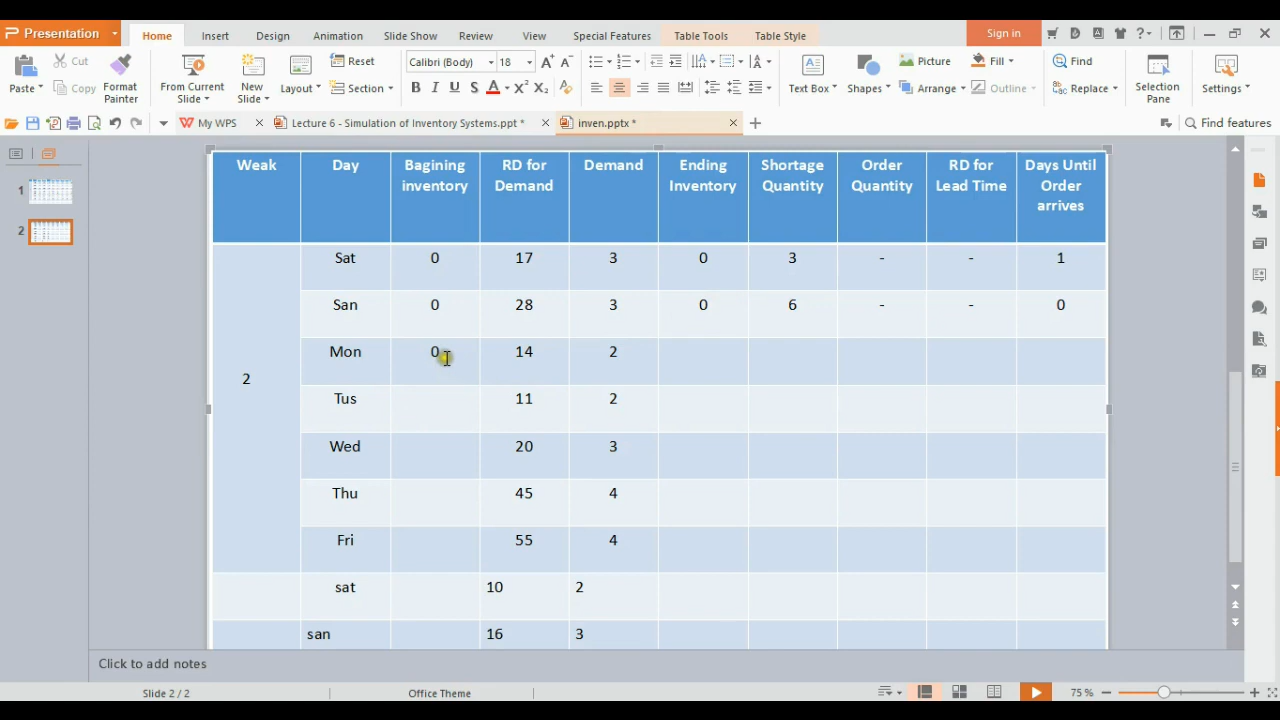 Presentation Home Insert Design Animation Slide Show Review View Special Features Table Tools Table Style Sign in
Paste Cut Copy Format Painter From Current Slide New Slide Layout Reset Section Calibri (Body) 18 Text Box Shapes Picture Arrange Fill Outline Find Replace Selection Pane Settings
My WPS Lecture 6 - Simulation of Inventory Systems.ppt * inven.pptx * Find features
1
2
Weak Day Bagining inventory RD for Demand Demand Ending Inventory Shortage Quantity Order Quantity RD for Lead Time Days Until Order arrives
Sat 0 17 3 0 3 - - 1
San 0 28 3 0 6 - - 0
Mon 0 14 2
2
Tus 11 2
Wed 20 3
Thu 45 4
Fri 55 4
sat 10 2
san 16 3
Click to add notes
Slide 2 / 2 Office Theme 75 %